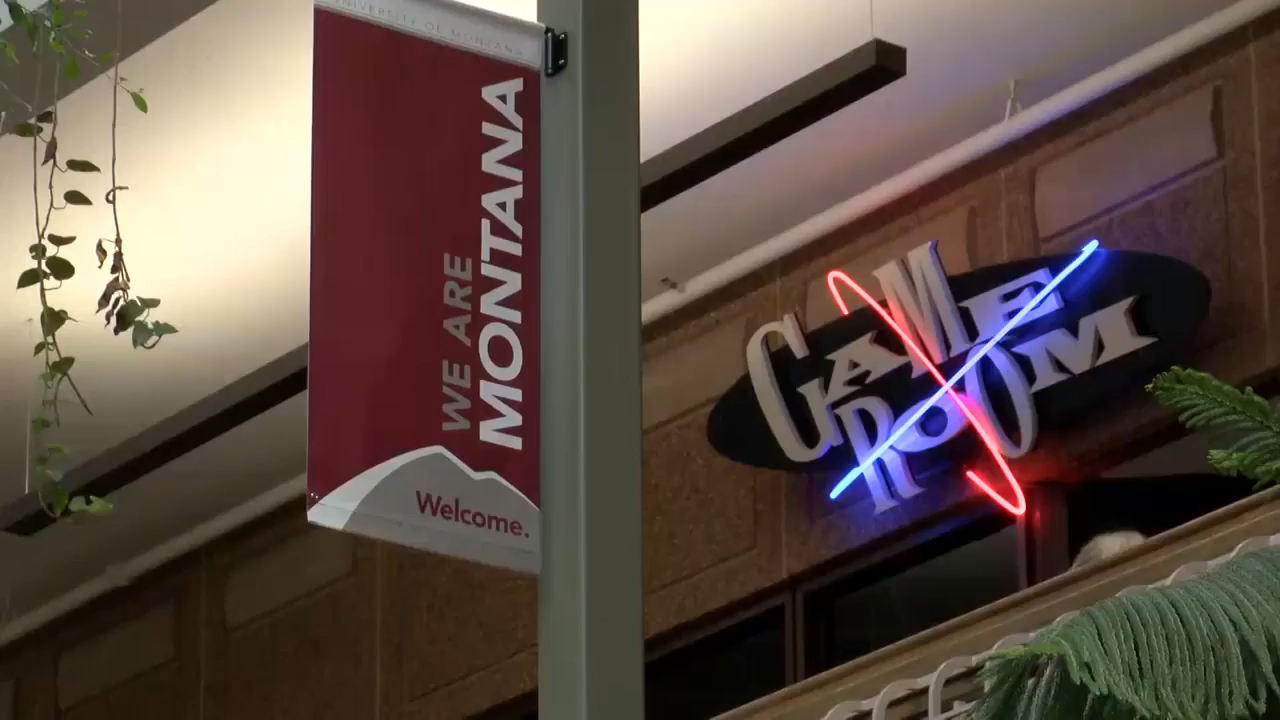 UNIVERSITY OF MONTANA
WE ARE
MONTANA
Welcome.
GAME
ROOM